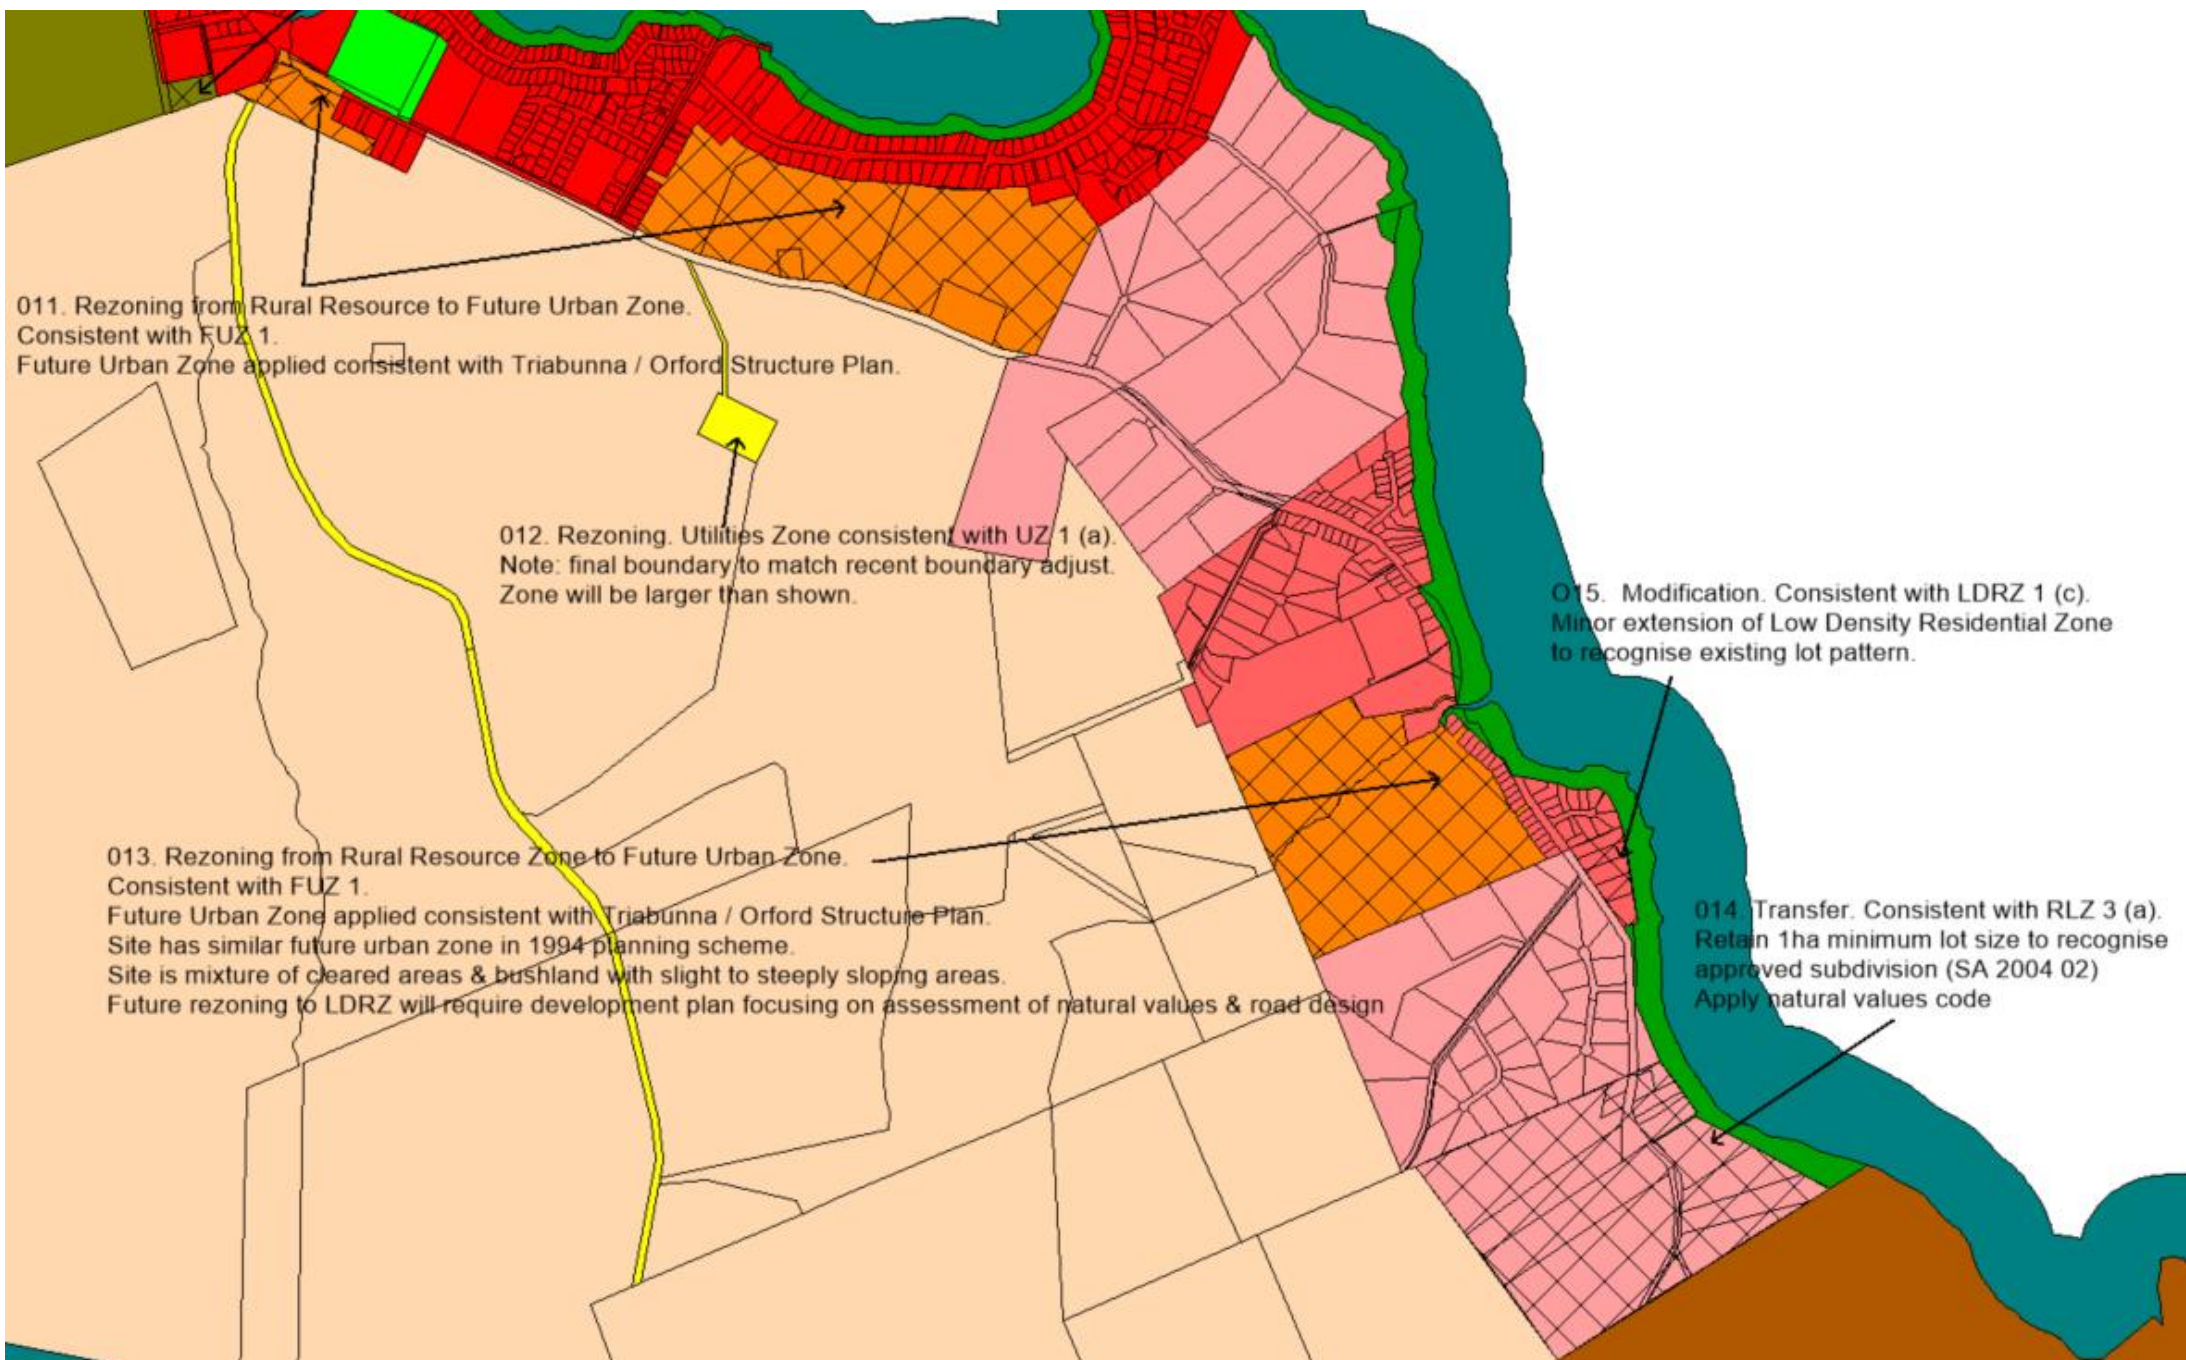 011. Rezoning from Rural Resource to Future Urban Zone.
Consistent with FUZ 1.
Future Urban Zone applied consistent with Triabunna / Orford Structure Plan.
012. Rezoning. Utilities Zone consistent with UZ 1 (a).
Note: final boundary to match recent boundary adjust.
Zone will be larger than shown.
O15. Modification. Consistent with LDRZ 1 (c).
Minor extension of Low Density Residential Zone
to recognise existing lot pattern.
013. Rezoning from Rural Resource Zone to Future Urban Zone.
Consistent with FUZ 1.
Future Urban Zone applied consistent with Triabunna / Orford Structure Plan.
Site has similar future urban zone in 1994 planning scheme.
Site is mixture of cleared areas & bushland with slight to steeply sloping areas.
Future rezoning to LDRZ will require development plan focusing on assessment of natural values & road design
014. Transfer. Consistent with RLZ 3 (a).
Retain 1ha minimum lot size to recognise
approved subdivision (SA 2004 02)
Apply natural values code